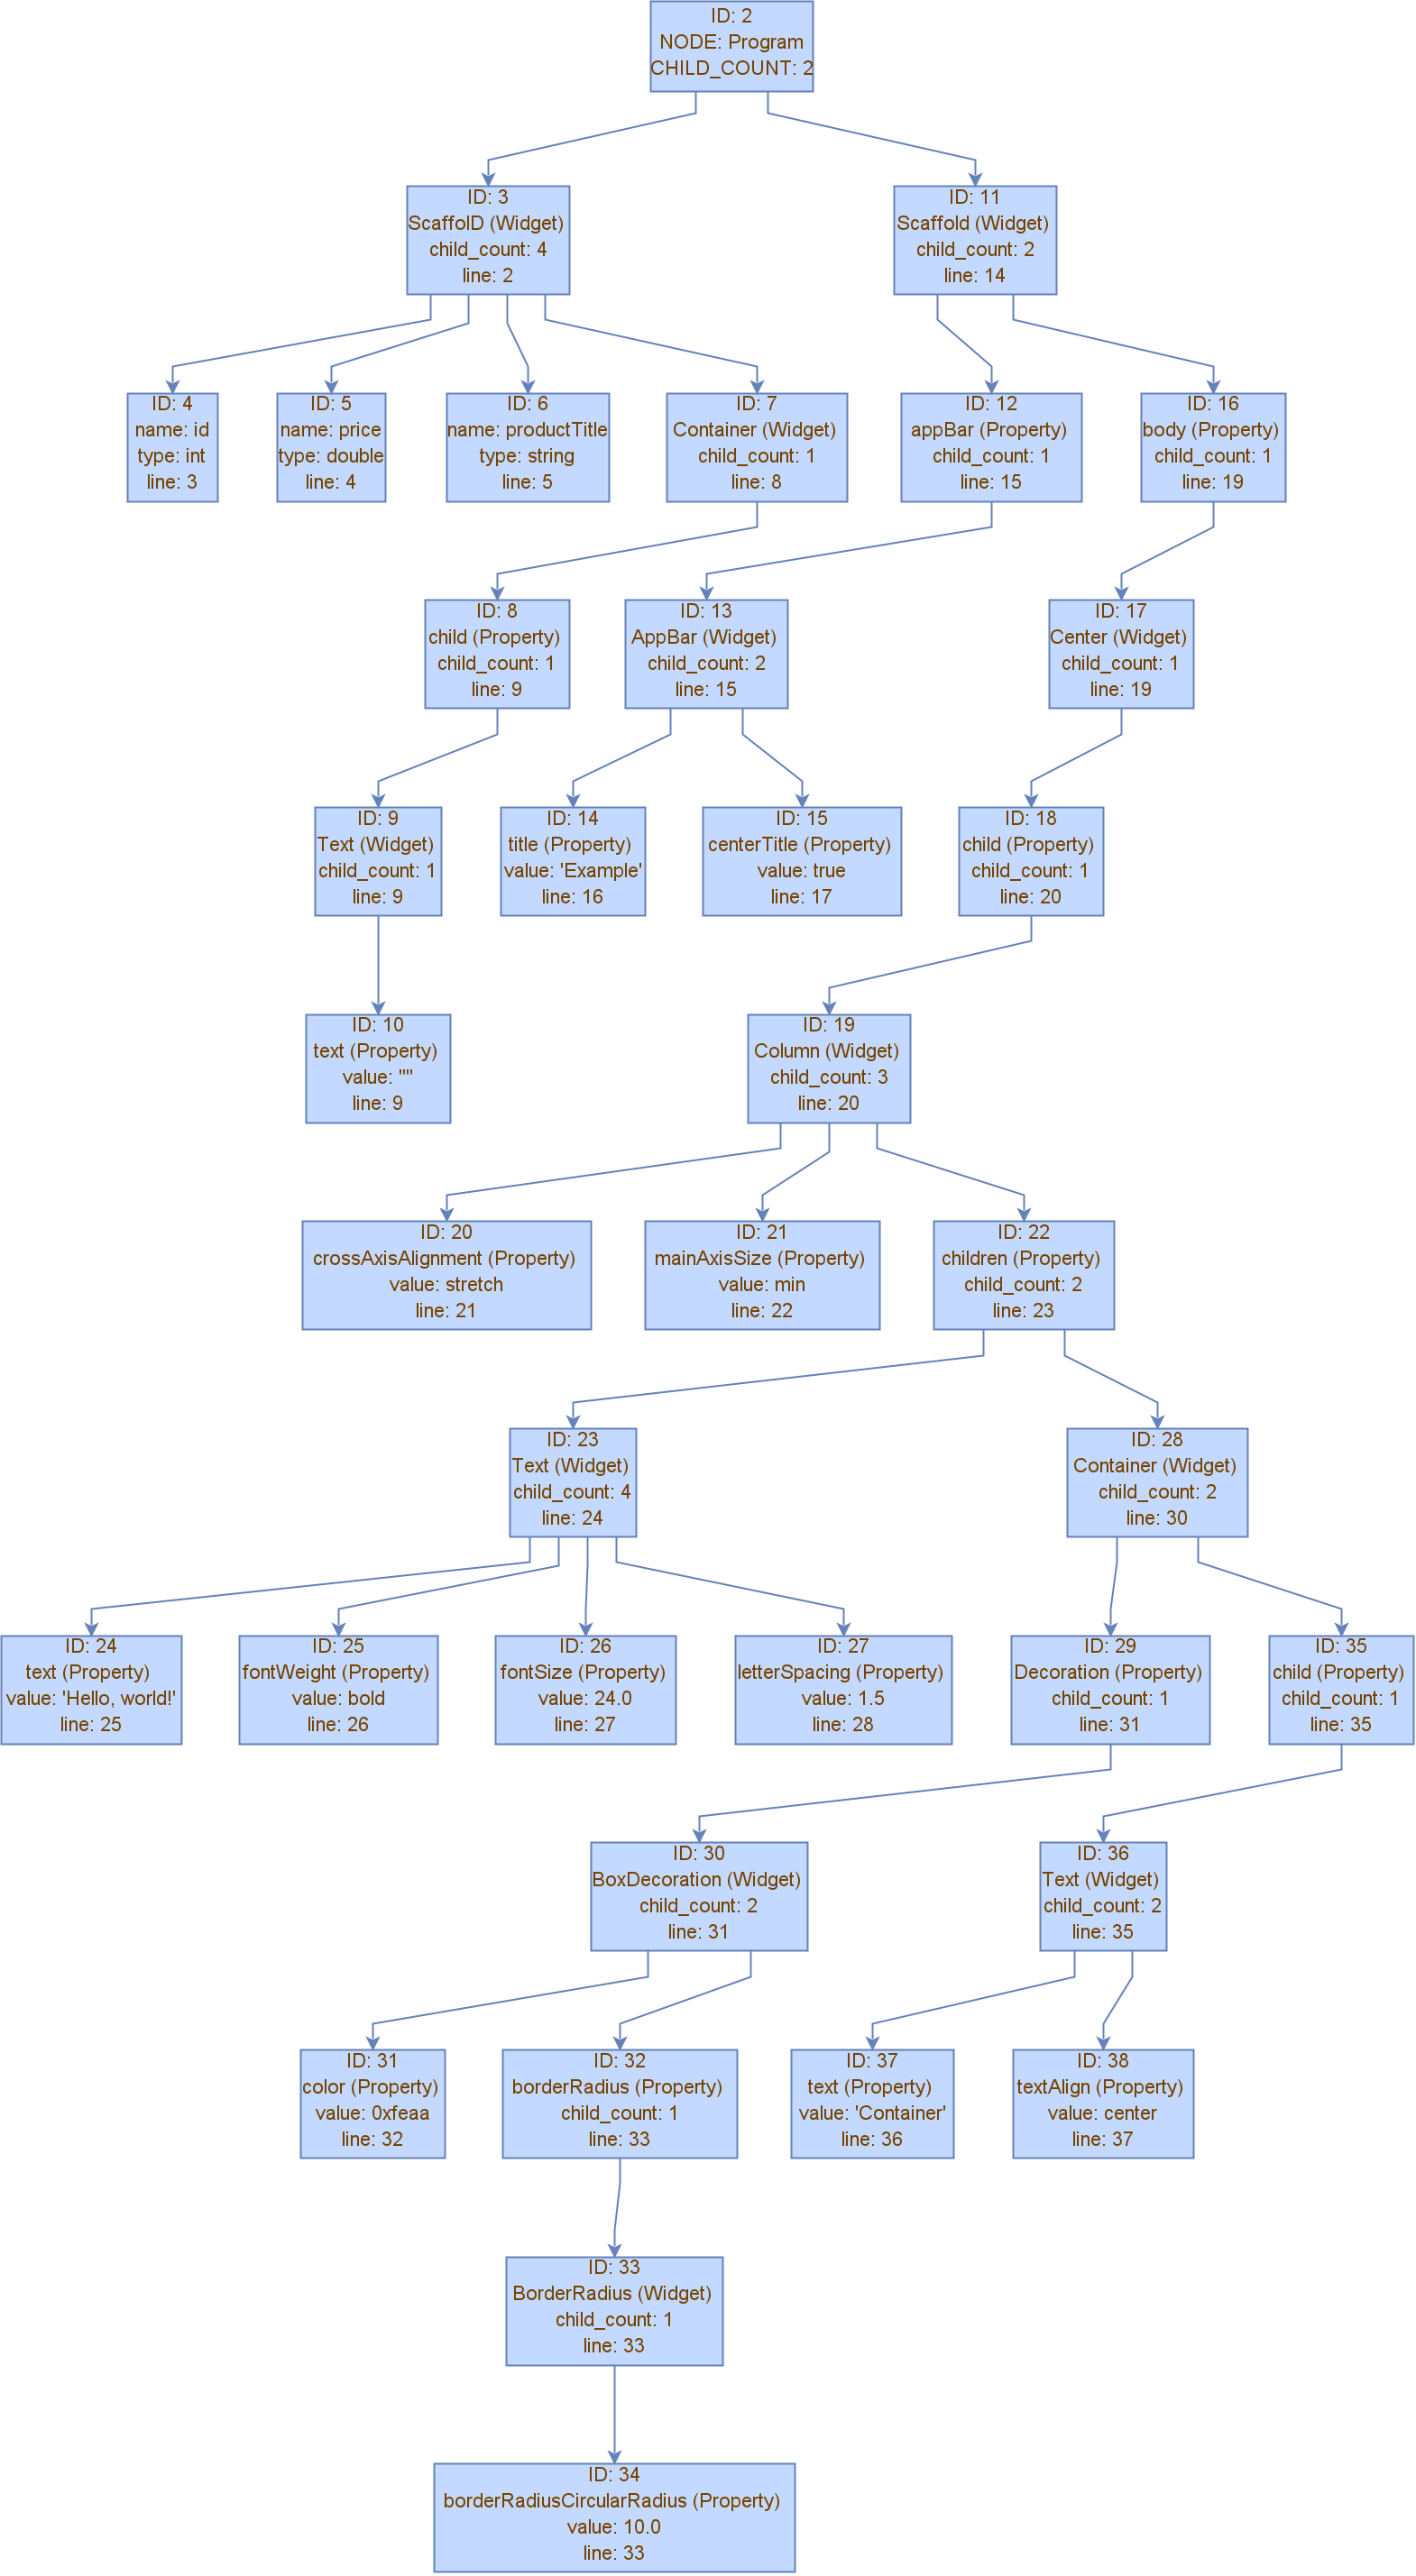 ID: 2
NODE: Program
CHILD_COUNT: 2
ID: 3
ScaffolD (Widget)
child_count: 4
line: 2
ID: 11
Scaffold (Widget)
child_count: 2
line: 14
ID: 4
name: id
type: int
line: 3
ID: 5
name: price
type: double
line: 4
ID: 6
name: productTitle
type: string
line: 5
ID: 7
Container (Widget)
child_count: 1
line: 8
ID: 12
appBar (Property)
child_count: 1
line: 15
ID: 16
body (Property)
child_count: 1
line: 19
ID: 8
child (Property)
child_count: 1
line: 9
ID: 13
AppBar (Widget)
child_count: 2
line: 15
ID: 17
Center (Widget)
child_count: 1
line: 19
ID: 9
Text (Widget)
child_count: 1
line: 9
ID: 14
title (Property)
value: 'Example'
line: 16
ID: 15
centerTitle (Property)
value: true
line: 17
ID: 18
child (Property)
child_count: 1
line: 20
ID: 10
text (Property)
value: ""
line: 9
ID: 19
Column (Widget)
child_count: 3
line: 20
ID: 20
crossAxisAlignment (Property)
value: stretch
line: 21
ID: 21
mainAxisSize (Property)
value: min
line: 22
ID: 22
children (Property)
child_count: 2
line: 23
ID: 23
Text (Widget)
child_count: 4
line: 24
ID: 28
Container (Widget)
child_count: 2
line: 30
ID: 24
text (Property)
value: 'Hello, world!'
line: 25
ID: 25
fontWeight (Property)
value: bold
line: 26
ID: 26
fontSize (Property)
value: 24.0
line: 27
ID: 27
letterSpacing (Property)
value: 1.5
line: 28
ID: 29
Decoration (Property)
child_count: 1
line: 31
ID: 35
child (Property)
child_count: 1
line: 35
ID: 30
BoxDecoration (Widget)
child_count: 2
line: 31
ID: 36
Text (Widget)
child_count: 2
line: 35
ID: 31
color (Property)
value: 0xfeaa
line: 32
ID: 32
borderRadius (Property)
child_count: 1
line: 33
ID: 37
text (Property)
value: 'Container'
line: 36
ID: 38
textAlign (Property)
value: center
line: 37
ID: 33
BorderRadius (Widget)
child_count: 1
line: 33
ID: 34
borderRadiusCircularRadius (Property)
value: 10.0
line: 33